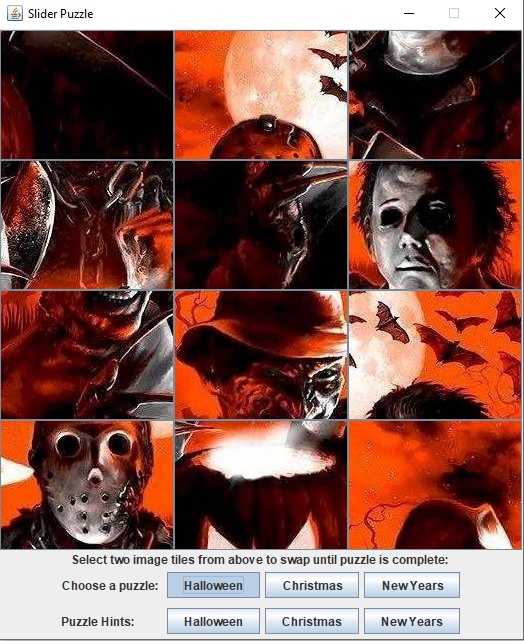 Slider Puzzle
Select two image tiles from above to swap until puzzle is complete:
Choose a puzzle: Halloween Christmas New Years
Puzzle Hints: Halloween Christmas New Years